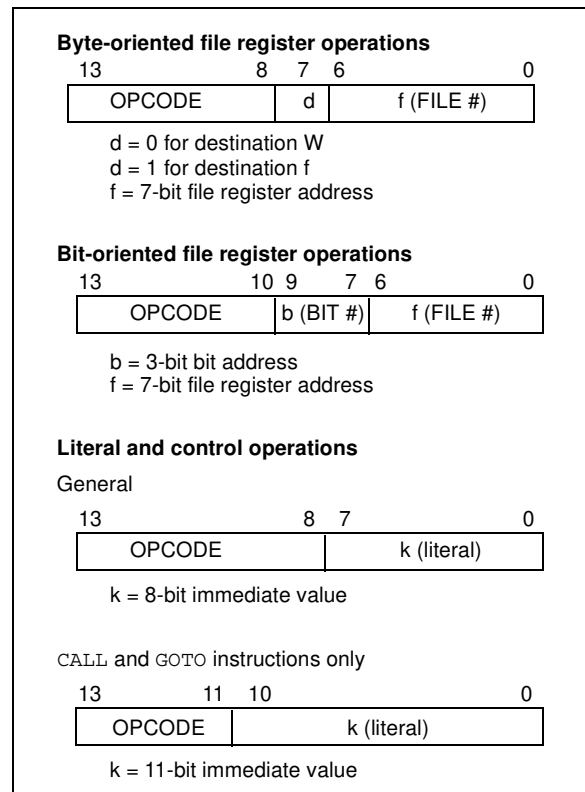 Byte-oriented file register operations
13 8 7 6 0
OPCODE d f (FILE #)
d = 0 for destination W
d = 1 for destination f
f = 7-bit file register address
Bit-oriented file register operations
13 10 9 7 6 0
OPCODE b (BIT #) f (FILE #)
b = 3-bit bit address
f = 7-bit file register address
Literal and control operations
General
13 8 7 0
OPCODE k (literal)
k = 8-bit immediate value
CALL and GOTO instructions only
13 11 10 0
OPCODE k (literal)
k = 11-bit immediate value